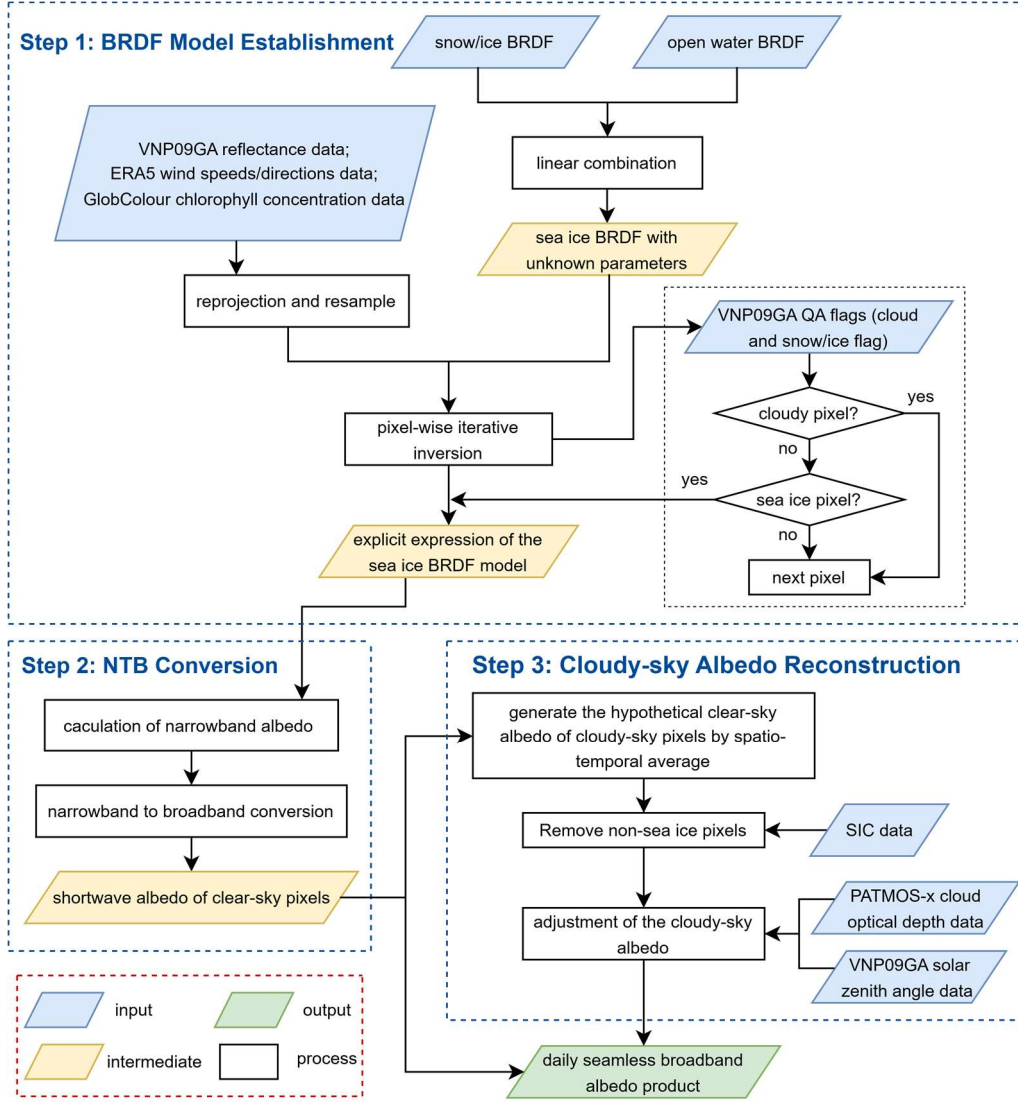 Step 1: BRDF Model Establishment
snow/ice BRDF
open water BRDF
VNP09GA reflectance data;
ERA5 wind speeds/directions data;
GlobColour chlorophyll concentration data
linear combination
sea ice BRDF with
unknown parameters
reprojection and resample
VNP09GA QA flags (cloud
and snow/ice flag)
pixel-wise iterative
inversion
cloudy pixel?
yes
no
sea ice pixel?
yes
no
next pixel
explicit expression of the
sea ice BRDF model
Step 2: NTB Conversion
caculation of narrowband albedo
narrowband to broadband conversion
shortwave albedo of clear-sky pixels
Step 3: Cloudy-sky Albedo Reconstruction
generate the hypothetical clear-sky
albedo of cloudy-sky pixels by spatio-
temporal average
Remove non-sea ice pixels
SIC data
adjustment of the cloudy-sky
albedo
PATMOS-x cloud
optical depth data
VNP09GA solar
zenith angle data
daily seamless broadband
albedo product
input
output
intermediate
process